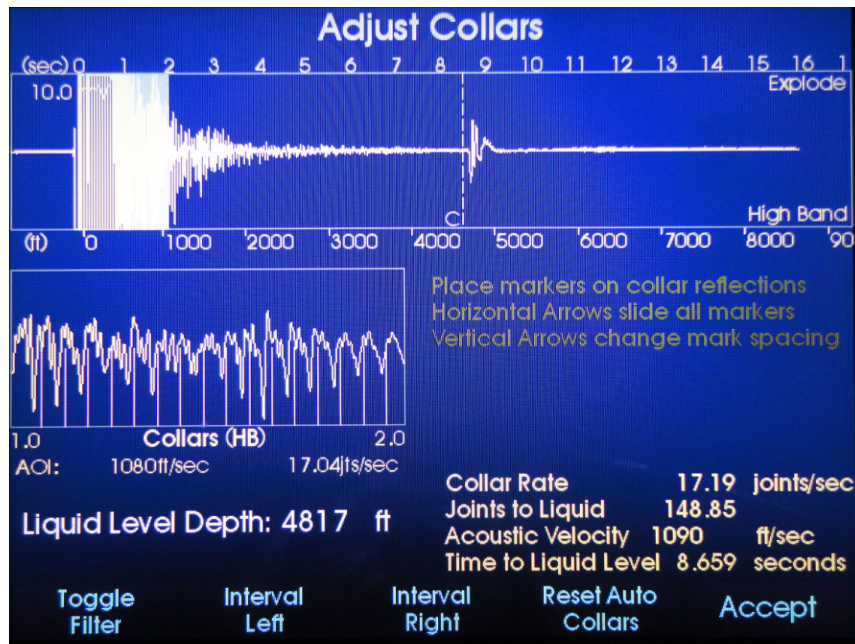 Adjust Collars
(sec) 0 1 2 3 4 5 6 7 8 9 10 11 12 13 14 15 16 1
10.0 Explode
C High Band
(ft) 0 1000 2000 3000 4000 5000 6000 7000 8000 90
Place markers on collar reflections
Horizontal Arrows slide all markers
Vertical Arrows change mark spacing
1.0 Collars (HB) 2.0
AOI: 1080ft/sec 17.04jts/sec
Liquid Level Depth: 4817 ft
Collar Rate 17.19 joints/sec
Joints to Liquid 148.85
Acoustic Velocity 1090 ft/sec
Time to Liquid Level 8.659 seconds
Toggle Filter
Interval Left
Interval Right
Reset Auto Collars
Accept